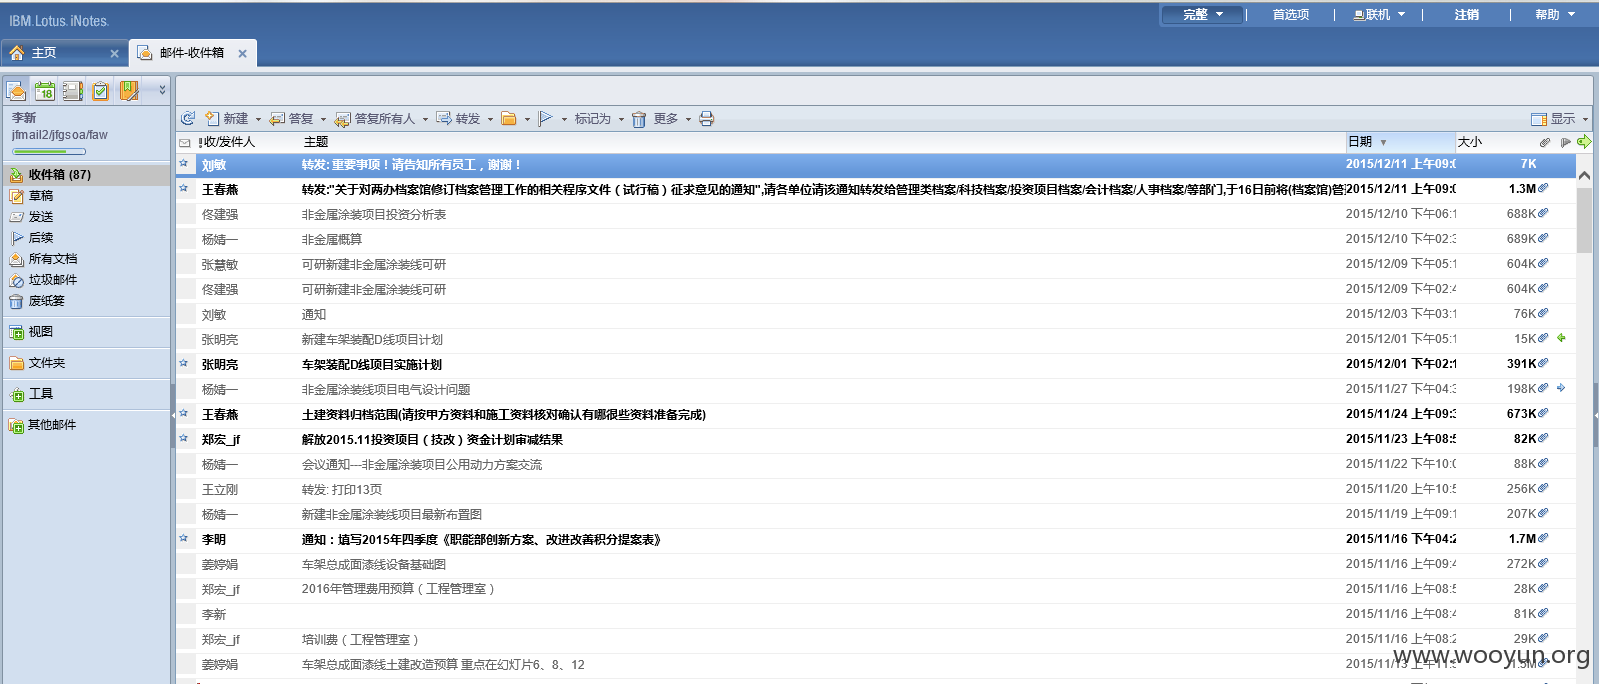 IBM.Lotus.iNotes.
完整 首选项 联机 注销 帮助
主页 邮件-收件箱
李新
jfmail2/jfgsoa/faw
收件箱 (87)
草稿
发送
后续
所有文档
垃圾邮件
废纸篓
视图
文件夹
工具
其他邮件
新建 答复 答复所有人 转发 标记为 更多 显示
!收/发件人 主题 日期 大小
刘敏 转发: 重要事项！请告知所有员工，谢谢！ 2015/12/11 上午09: 7K
王春燕 转发:"关于对两办档案馆修订档案管理工作的相关程序文件（试行稿）征求意见的通知",请各单位请该通知转发给管理类档案/科技档案/投资项目档案/会计档案/人事档案/等部门,于16日前将(档案馆)管 2015/12/11 上午09: 1.3M
佟建强 非金属涂装项目投资分析表 2015/12/10 下午06:1 688K
杨婧一 非金属概算 2015/12/10 下午02: 689K
张慧敏 可研新建非金属涂装线可研 2015/12/09 下午05:1 604K
佟建强 可研新建非金属涂装线可研 2015/12/09 下午02: 604K
刘敏 通知 2015/12/03 下午03:1 76K
张明亮 新建车架装配D线项目计划 2015/12/01 下午05:1 15K
张明亮 车架装配D线项目实施计划 2015/12/01 下午02:1 391K
杨婧一 非金属涂装线项目电气设计问题 2015/11/27 下午04: 198K
王春燕 土建资料归档范围(请按甲方资料和施工资料核对确认有哪很些资料准备完成) 2015/11/24 上午09: 673K
郑宏_jf 解放2015.11投资项目（技改）资金计划审减结果 2015/11/23 上午08: 82K
杨婧一 会议通知---非金属涂装项目公用动力方案交流 2015/11/22 下午10: 88K
王立刚 转发: 打印13页 2015/11/20 上午10: 256K
杨婧一 新建非金属涂装线项目最新布置图 2015/11/19 上午09:1 207K
李明 通知：填写2015年四季度《职能部创新方案、改进改善积分提案表》 2015/11/16 下午04: 1.7M
姜婷娟 车架总成面漆线设备基础图 2015/11/16 上午09: 272K
郑宏_jf 2016年管理费用预算（工程管理室） 2015/11/16 上午08: 28K
李新 2015/11/16 上午08: 81K
郑宏_jf 培训费（工程管理室） 2015/11/16 上午08: 29K
姜婷娟 车架总成面漆线土建改造预算 重点在幻灯片6、8、12 2015/11/13 上午11: 1.5M
www.wooyun.org